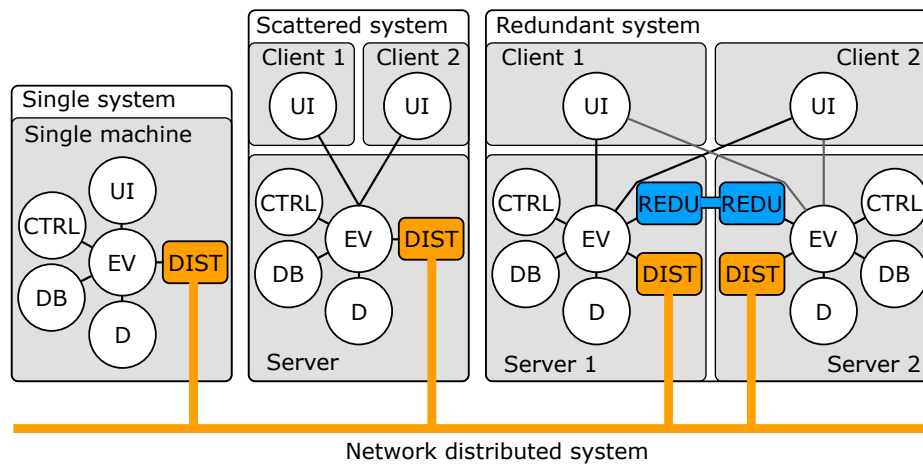 Single system
Single machine
UI
CTRL
EV
DIST
DB
D
Scattered system
Client 1
Client 2
UI
UI
CTRL
EV
DIST
DB
D
Server
Redundant system
Client 1
Client 2
UI
UI
CTRL
REDU
REDU
CTRL
EV
EV
DB
DIST
DIST
DB
D
D
Server 1
Server 2
Network distributed system